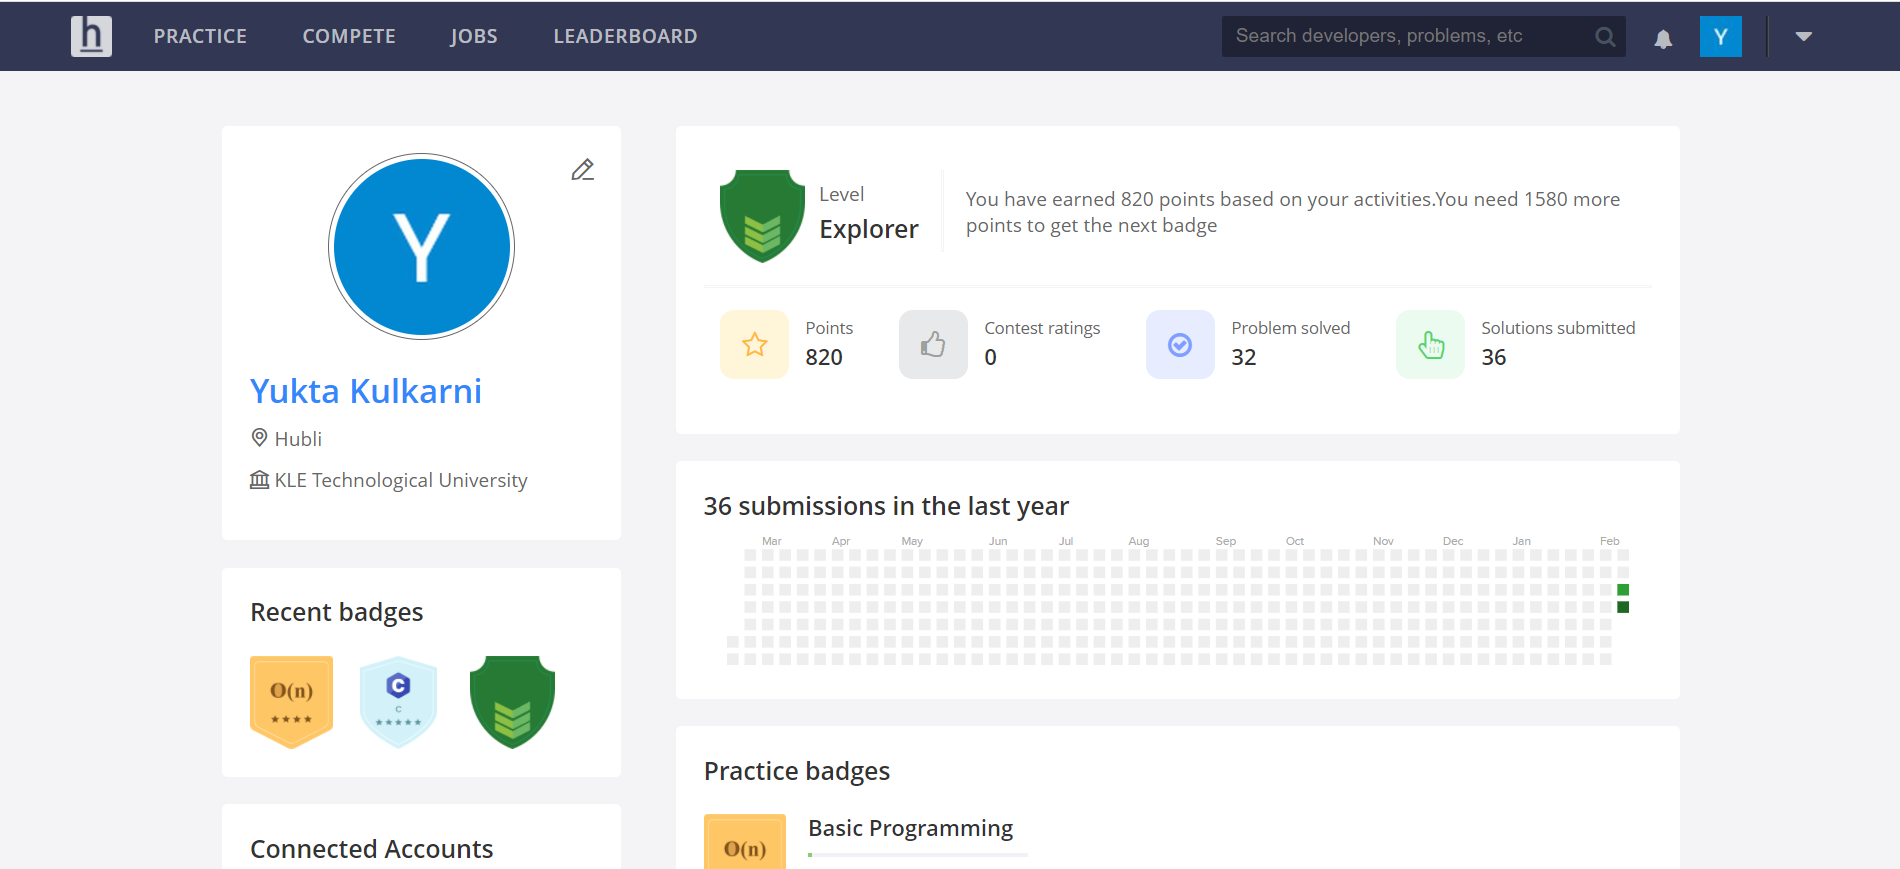 h PRACTICE COMPETE JOBS LEADERBOARD Search developers, problems, etc Y
Y
Yukta Kulkarni
Hubli
KLE Technological University
Recent badges
O(n)
C
C
Connected Accounts
Level
Explorer
You have earned 820 points based on your activities.You need 1580 more
points to get the next badge
Points
820
Contest ratings
0
Problem solved
32
Solutions submitted
36
36 submissions in the last year
Mar Apr May Jun Jul Aug Sep Oct Nov Dec Jan Feb
Practice badges
O(n)
Basic Programming